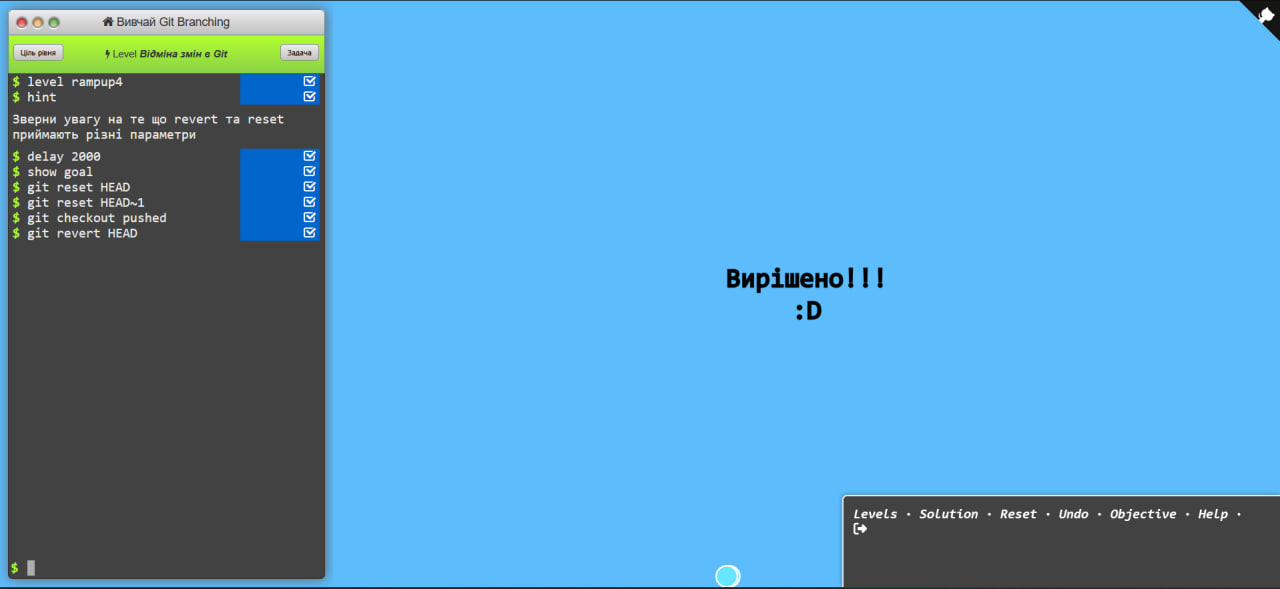 Вивчай Git Branching
Ціль рівня
Level Відміна змін в Git
Задача
$ level rampup4
$ hint
Зверни увагу на те що revert та reset
приймають різні параметри
$ delay 2000
$ show goal
$ git reset HEAD
$ git reset HEAD~1
$ git checkout pushed
$ git revert HEAD
$
Вирішено!!!
:D
Levels · Solution · Reset · Undo · Objective · Help ·